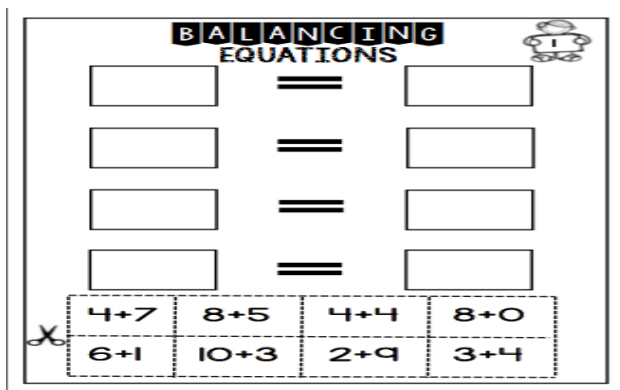 BALANCING
EQUATIONS
1
=
=
=
=
4+7 8+5 4+4 8+0
6+1 10+3 2+9 3+4